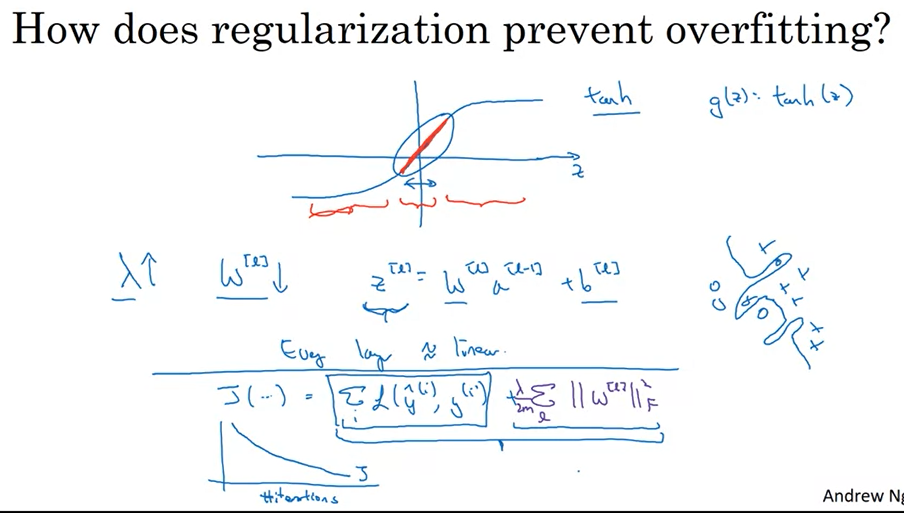 How does regularization prevent overfitting?
tanh g(z) = tanh(z)
z
λ↑ W^[l]↓ z^[l] = W^[l] a^[l-1] + b^[l]
Every layer ≈ linear.
J(…) = Σ_i L(ŷ^(i), y^(i)) + λ/2m Σ_l ||W^[l]||²_F
J
#iterations
Andrew Ng